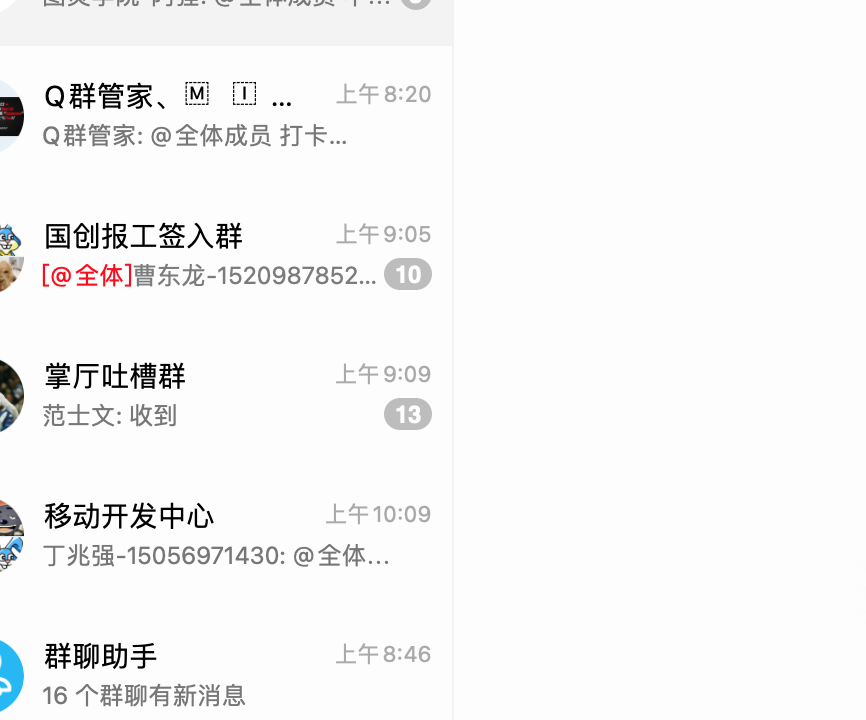 Q群管家、🄼 🄸 ...
上午8:20
Q群管家: @全体成员 打卡...
国创报工签入群
上午9:05
[@全体]曹东龙-1520987852...
10
掌厅吐槽群
上午9:09
范士文: 收到
13
移动开发中心
上午10:09
丁兆强-15056971430: @全体...
群聊助手
上午8:46
16 个群聊有新消息